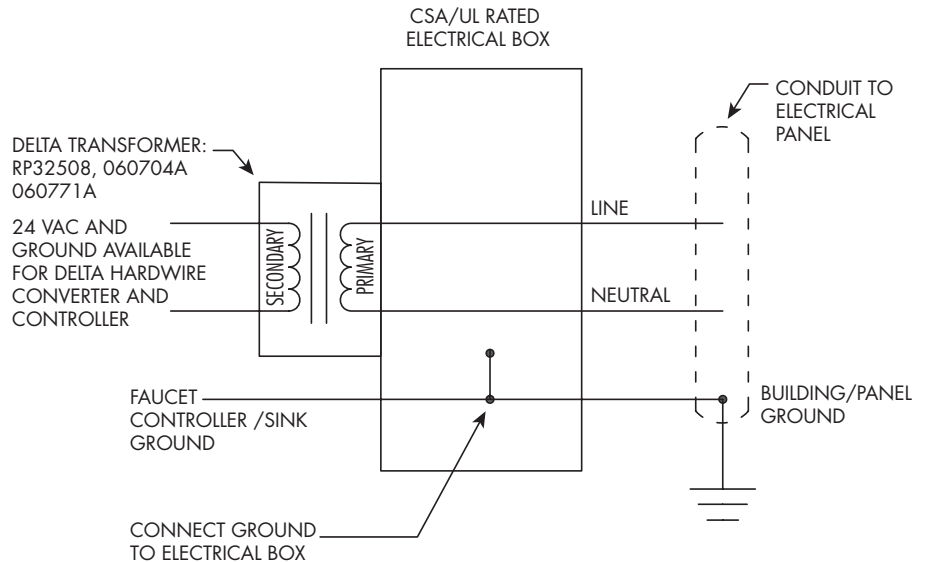 CSA/UL RATED
ELECTRICAL BOX
CONDUIT TO
ELECTRICAL
PANEL
DELTA TRANSFORMER:
RP32508, 060704A
060771A
24 VAC AND
GROUND AVAILABLE
FOR DELTA HARDWIRE
CONVERTER AND
CONTROLLER
SECONDARY
PRIMARY
LINE
NEUTRAL
FAUCET
CONTROLLER /SINK
GROUND
BUILDING/PANEL
GROUND
CONNECT GROUND
TO ELECTRICAL BOX